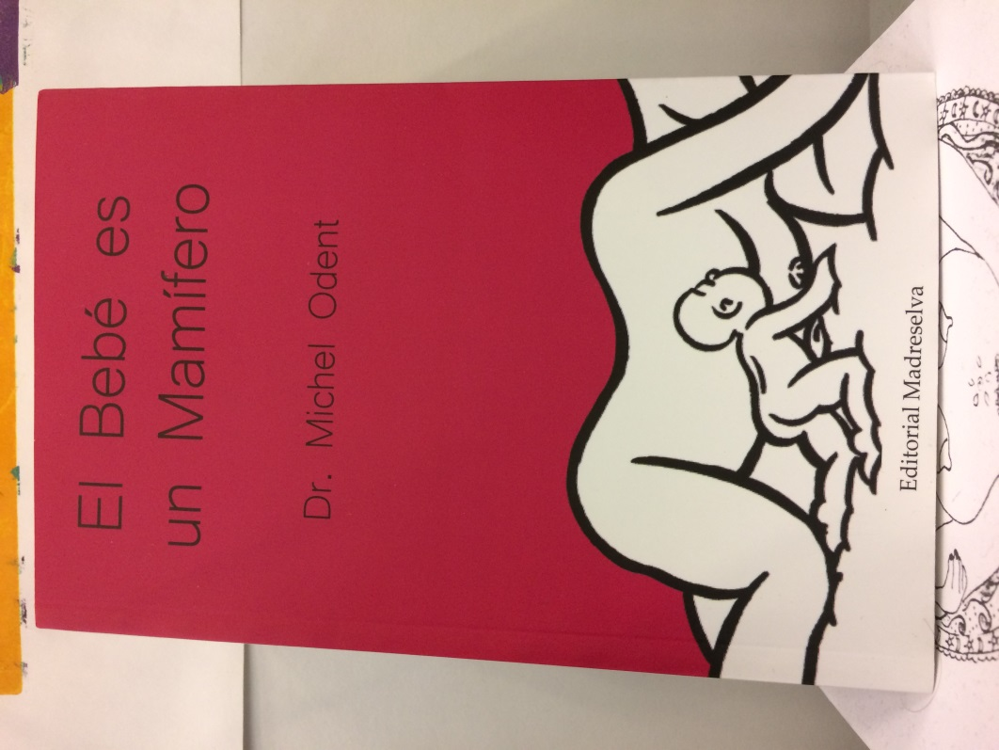 El Bebé es
un Mamífero
Dr. Michel Odent
Editorial Madreselva